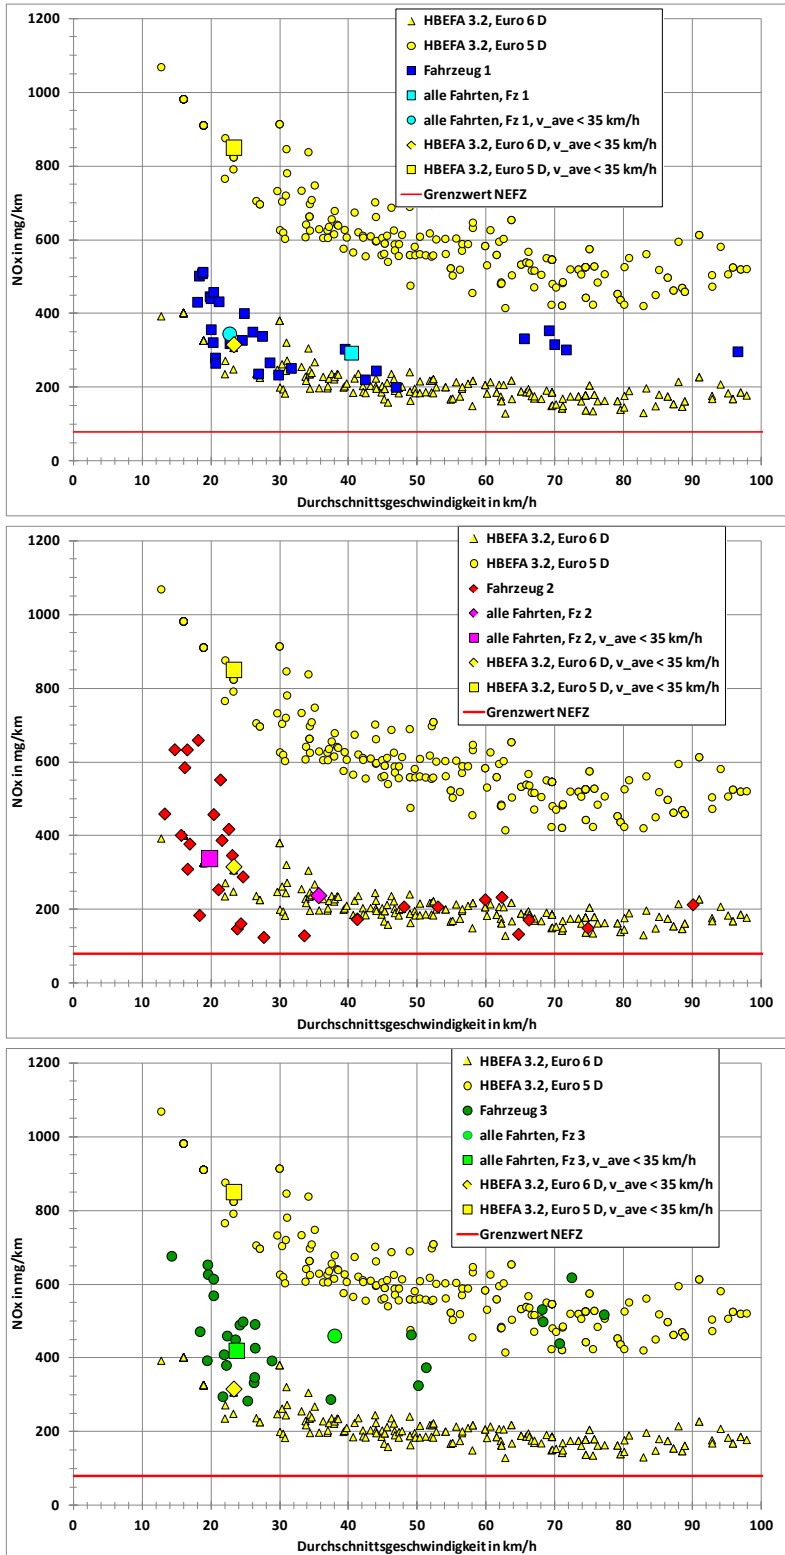 HBEFA 3.2, Euro 6 D
HBEFA 3.2, Euro 5 D
Fahrzeug 1
alle Fahrten, Fz 1
alle Fahrten, Fz 1, v_ave < 35 km/h
HBEFA 3.2, Euro 6 D, v_ave < 35 km/h
HBEFA 3.2, Euro 5 D, v_ave < 35 km/h
Grenzwert NEFZ
NOx in mg/km
1200
1000
800
600
400
200
0
0 10 20 30 40 50 60 70 80 90 100
Durchschnittsgeschwindigkeit in km/h
HBEFA 3.2, Euro 6 D
HBEFA 3.2, Euro 5 D
Fahrzeug 2
alle Fahrten, Fz 2
alle Fahrten, Fz 2, v_ave < 35 km/h
HBEFA 3.2, Euro 6 D, v_ave < 35 km/h
HBEFA 3.2, Euro 5 D, v_ave < 35 km/h
Grenzwert NEFZ
NOx in mg/km
1200
1000
800
600
400
200
0
0 10 20 30 40 50 60 70 80 90 100
Durchschnittsgeschwindigkeit in km/h
HBEFA 3.2, Euro 6 D
HBEFA 3.2, Euro 5 D
Fahrzeug 3
alle Fahrten, Fz 3
alle Fahrten, Fz 3, v_ave < 35 km/h
HBEFA 3.2, Euro 6 D, v_ave < 35 km/h
HBEFA 3.2, Euro 5 D, v_ave < 35 km/h
Grenzwert NEFZ
NOx in mg/km
1200
1000
800
600
400
200
0
0 10 20 30 40 50 60 70 80 90 100
Durchschnittsgeschwindigkeit in km/h